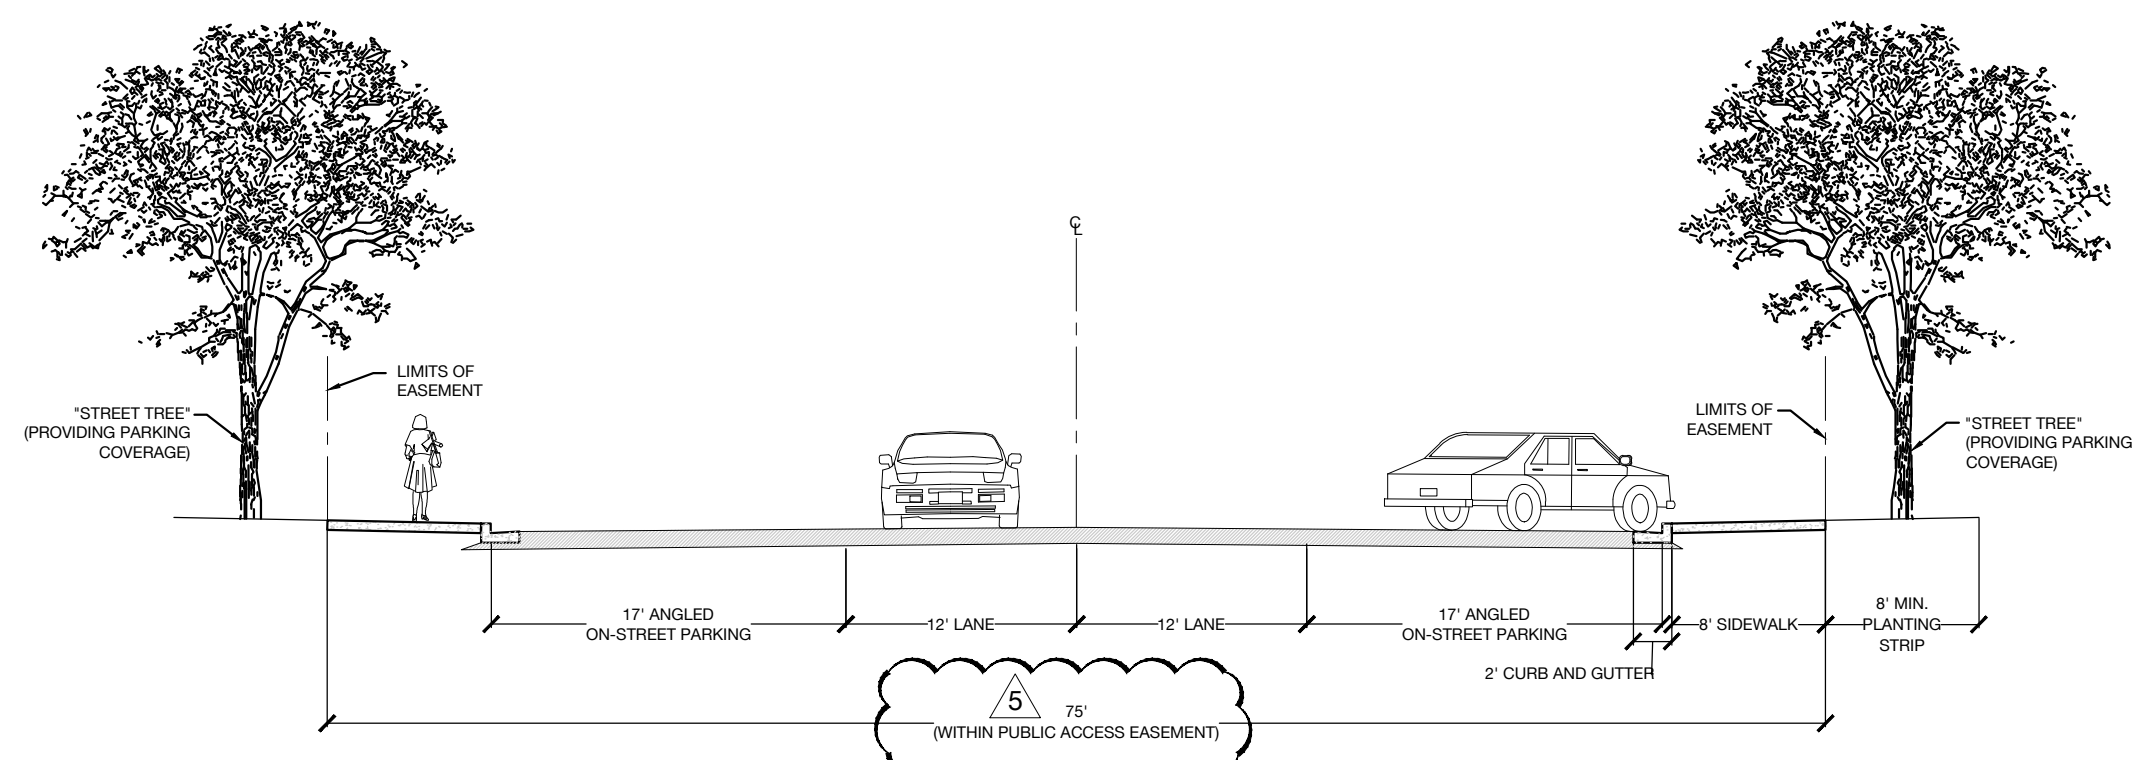 ℄
LIMITS OF
EASEMENT
"STREET TREE"
(PROVIDING PARKING
COVERAGE)
LIMITS OF
EASEMENT
"STREET TREE"
(PROVIDING PARKING
COVERAGE)
17' ANGLED
ON-STREET PARKING
12' LANE
12' LANE
17' ANGLED
ON-STREET PARKING
8' SIDEWALK
8' MIN.
PLANTING
STRIP
2' CURB AND GUTTER
5
75'
(WITHIN PUBLIC ACCESS EASEMENT)